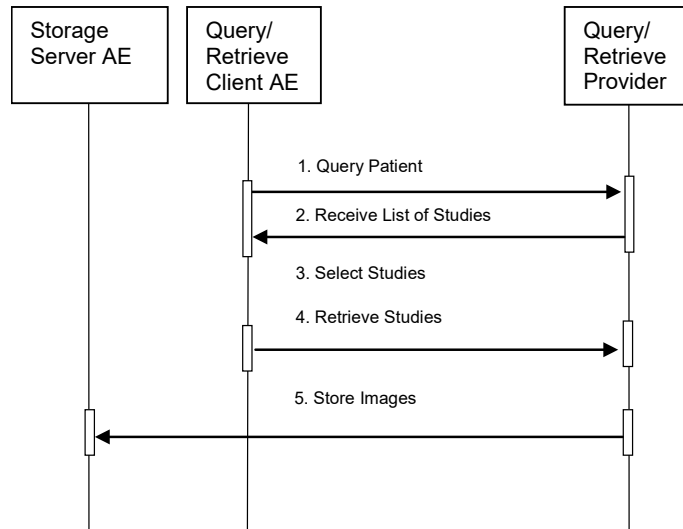 Storage
Server AE
Query/
Retrieve
Client AE
Query/
Retrieve
Provider
1. Query Patient
2. Receive List of Studies
3. Select Studies
4. Retrieve Studies
5. Store Images